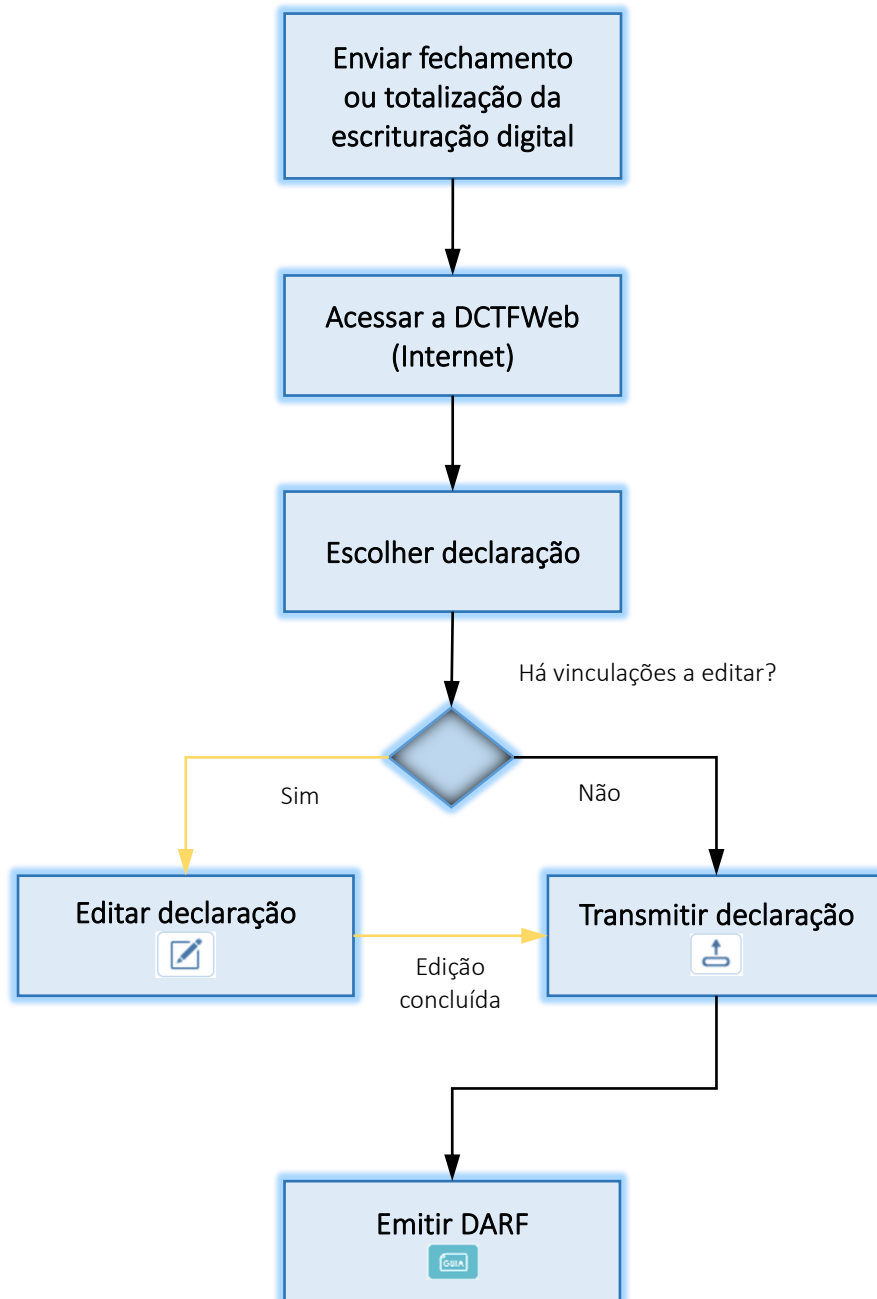 Enviar fechamento
ou totalização da
escrituração digital
Acessar a DCTFWeb
(Internet)
Escolher declaração
Há vinculações a editar?
Sim
Não
Editar declaração
Transmitir declaração
Edição
concluída
Emitir DARF
GUIA